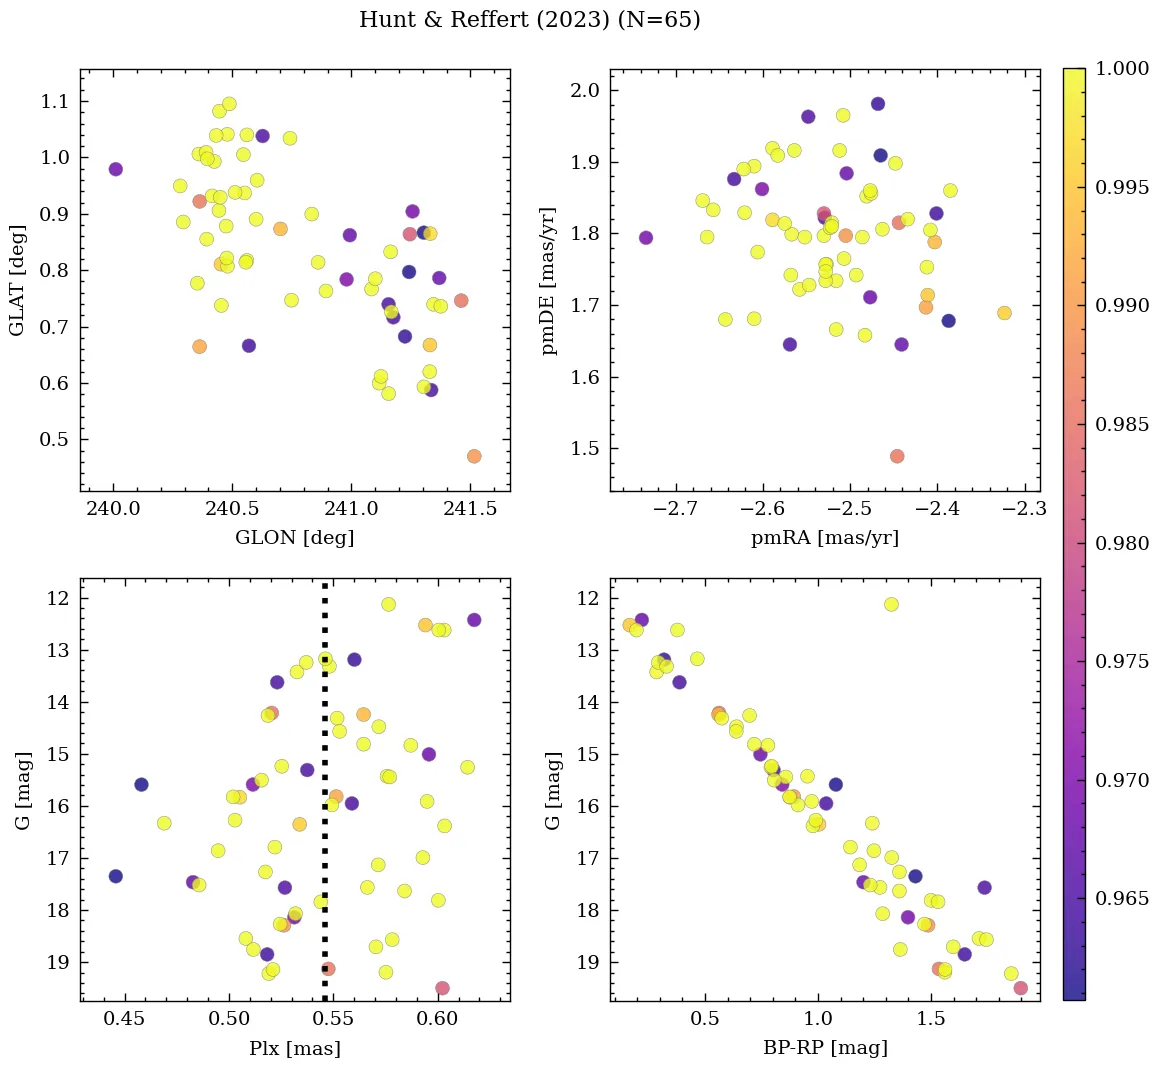 Hunt & Reffert (2023) (N=65)
1.1
1.0
0.9
0.8
0.7
0.6
0.5
GLAT [deg]
240.0 240.5 241.0 241.5
GLON [deg]
2.0
1.9
1.8
1.7
1.6
1.5
pmDE [mas/yr]
−2.7 −2.6 −2.5 −2.4 −2.3
pmRA [mas/yr]
12
13
14
15
16
17
18
19
G [mag]
0.45 0.50 0.55 0.60
Plx [mas]
12
13
14
15
16
17
18
19
G [mag]
0.5 1.0 1.5
BP-RP [mag]
1.000
0.995
0.990
0.985
0.980
0.975
0.970
0.965